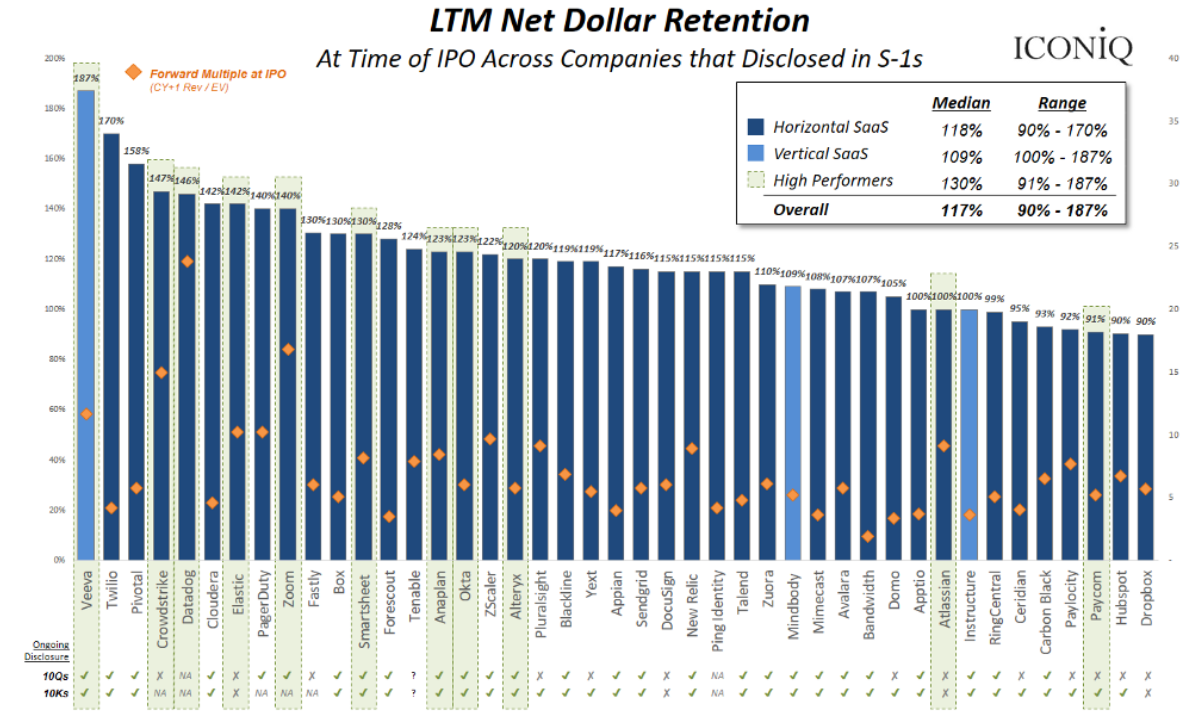 LTM Net Dollar Retention
At Time of IPO Across Companies that Disclosed in S-1s
ICONIQ
Forward Multiple at IPO
(CY+1 Rev / EV)
Median Range
Horizontal SaaS 118% 90% - 170%
Vertical SaaS 109% 100% - 187%
High Performers 130% 91% - 187%
Overall 117% 90% - 187%
200%
180%
160%
140%
120%
100%
80%
60%
40%
20%
0%
40
35
30
25
20
15
10
5
-
187% 170% 158% 147% 146% 142% 142% 140% 140% 130% 130% 130% 128% 124% 123% 123% 122% 120% 120% 119% 119% 117% 116% 115% 115% 115% 115% 110% 109% 108% 107% 107% 105% 100% 100% 100% 99% 95% 93% 92% 91% 90% 90%
Veeva
Twilio
Pivotal
Crowdstrike
Datadog
Cloudera
Elastic
PagerDuty
Zoom
Fastly
Box
Smartsheet
Forescout
Tenable
Anaplan
Okta
ZScaler
Alteryx
Pluralsight
Blackline
Yext
Appian
Sendgrid
DocuSign
New Relic
Ping Identity
Talend
Zuora
Mindbody
Mimecast
Avalara
Bandwidth
Domo
Apptio
Atlassian
Instructure
RingCentral
Ceridian
Carbon Black
Paylocity
Paycom
Hubspot
Dropbox
Ongoing
Disclosure
10Qs ✓ ✓ ✓ ✗ NA ✓ ✗ ✓ ✓ ✗ ✓ ✓ ✓ ? ✓ ✓ ✓ ✓ ✗ ✓ ✗ ✓ ✓ ✗ ✓ NA ✓ ✓ ✓ ✓ ✓ ✓ ✗ ✓ ✗ ✓ ✓ ✗ ✓ ✗ ✗ ✗ ✗
10Ks ✓ ✓ ✓ NA NA ✓ ✗ NA NA NA ✓ ✓ ✓ ? ✓ ✓ ✓ ✓ ✓ ✓ ✓ ✓ ✓ ✗ ✓ NA ✓ ✓ ✓ ✓ ✓ ✓ ✓ ✓ ✗ ✓ ✓ ✓ ✓ ✓ ✓ ✓ ✗